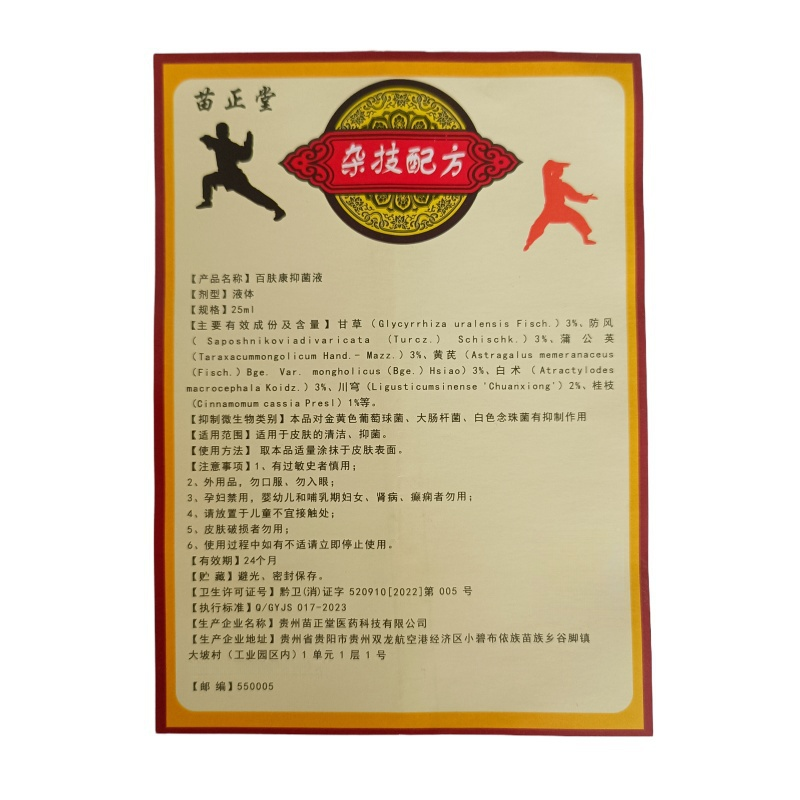 苗正堂
杂技配方
【产品名称】百肤康抑菌液
【剂型】液体
【规格】25ml
【主要有效成份及含量】甘草（Glycyrrhiza uralensis Fisch.）3%、防风
（ Saposhnikoviadivaricata （Turcz.） Schischk.）3%、蒲公英
（Taraxacummongolicum Hand.- Mazz.）3%、黄芪（Astragalus memeranaceus
（Fisch.）Bge. Var. mongholicus（Bge.）Hsiao）3%、白术（Atractylodes
macrocephala Koidz.）3%、川穹（Ligusticumsinense 'Chuanxiong'）2%、桂枝
（Cinnamomum cassia Presl）1%等。
【抑制微生物类别】本品对金黄色葡萄球菌、大肠杆菌、白色念珠菌有抑制作用
【适用范围】适用于皮肤的清洁、抑菌。
【使用方法】 取本品适量涂抹于皮肤表面。
【注意事项】1、有过敏史者慎用；
2、外用品，勿口服、勿入眼；
3、孕妇禁用，婴幼儿和哺乳期妇女、肾病、癫痫者勿用；
4、请放置于儿童不宜接触处；
5、皮肤破损者勿用；
6、使用过程中如有不适请立即停止使用。
【有效期】24个月
【贮 藏】避光、密封保存。
【卫生许可证号】黔卫(消)证字 520910[2022]第 005 号
【执行标准】Q/GYJS 017-2023
【生产企业名称】贵州苗正堂医药科技有限公司
【生产企业地址】贵州省贵阳市贵州双龙航空港经济区小碧布依族苗族乡谷脚镇
大坡村（工业园区内）1 单元 1 层 1 号
【邮 编】550005